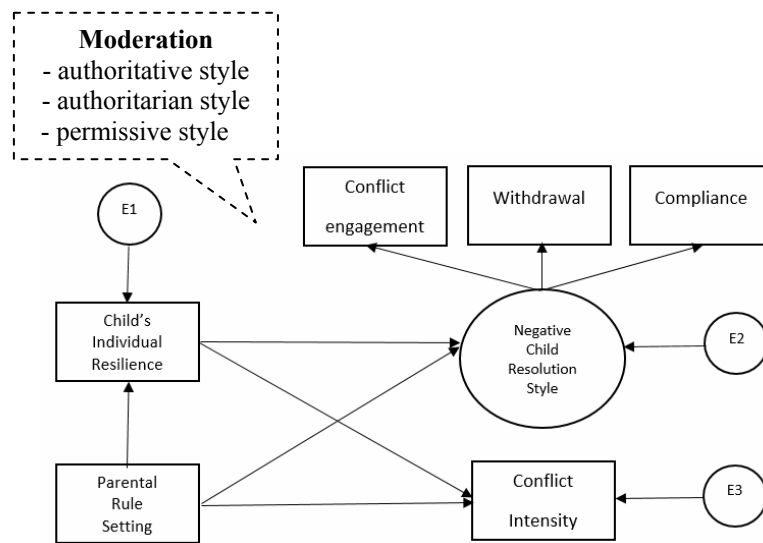 Moderation
- authoritative style
- authoritarian style
- permissive style
E1
Conflict
engagement
Withdrawal
Compliance
Child's
Individual
Resilience
Negative
Child
Resolution
Style
E2
Parental
Rule
Setting
Conflict
Intensity
E3